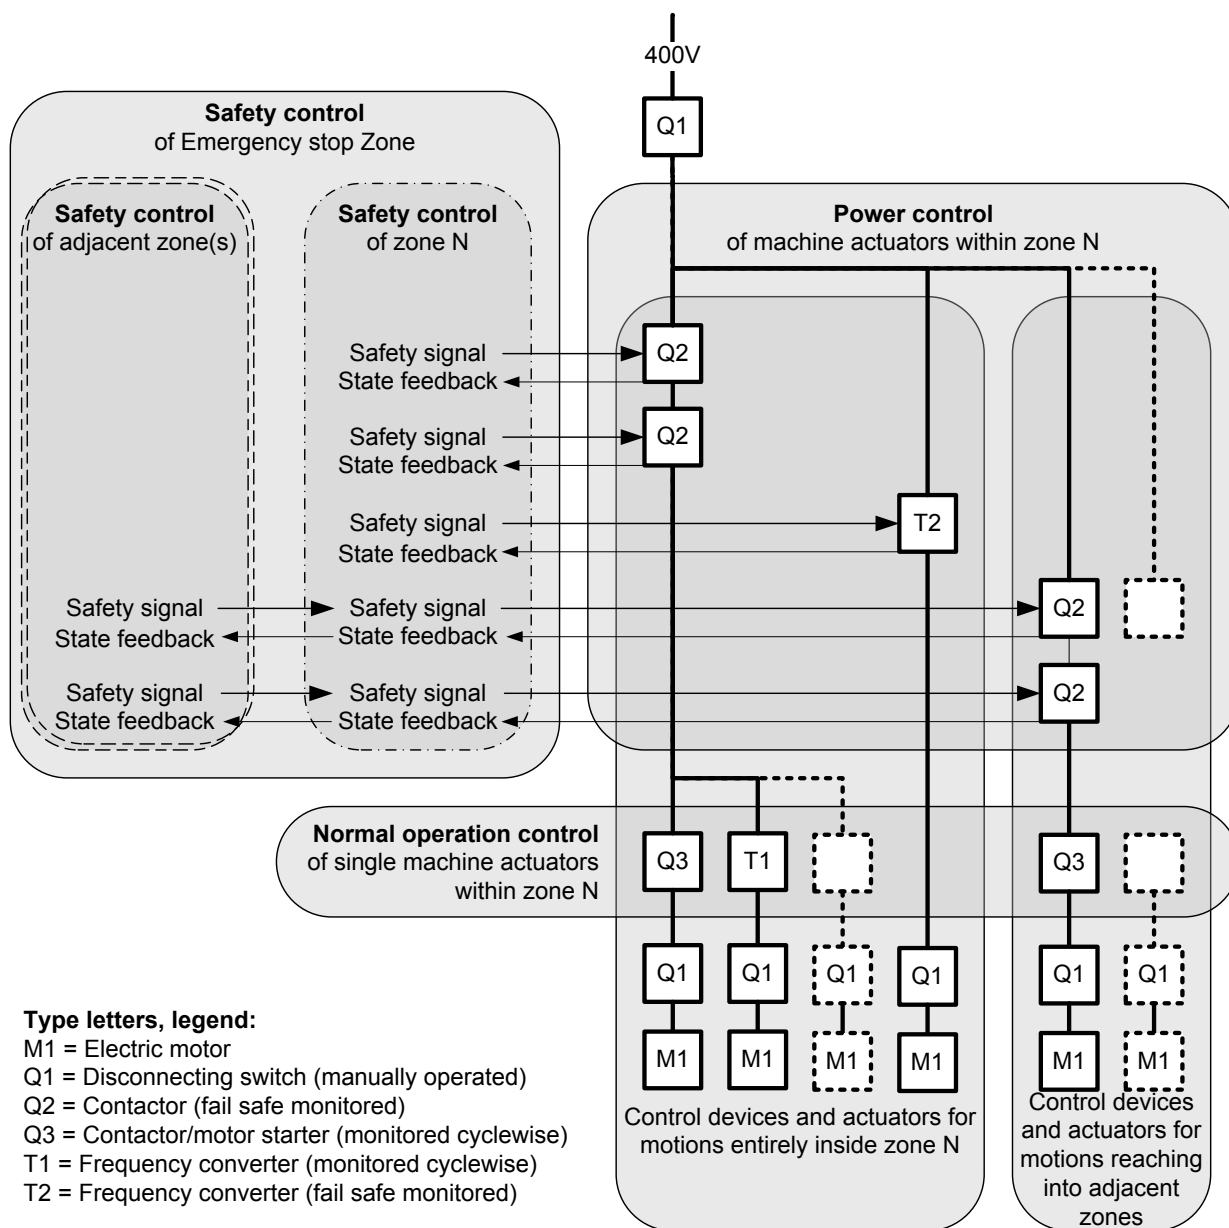 400V
Q1
Safety control
of Emergency stop Zone
Safety control
of adjacent zone(s)
Safety control
of zone N
Power control
of machine actuators within zone N
Safety signal
Q2
State feedback
Safety signal
Q2
State feedback
Safety signal
T2
State feedback
Safety signal
Safety signal
Q2
State feedback
State feedback
Safety signal
Safety signal
Q2
State feedback
State feedback
Normal operation control
of single machine actuators
within zone N
Q3
T1
Q3
Q1
Q1
Q1
Q1
Q1
Q1
M1
M1
M1
M1
M1
M1
Control devices and actuators for
motions entirely inside zone N
Control devices
and actuators for
motions reaching
into adjacent
zones
Type letters, legend:
M1 = Electric motor
Q1 = Disconnecting switch (manually operated)
Q2 = Contactor (fail safe monitored)
Q3 = Contactor/motor starter (monitored cyclewise)
T1 = Frequency converter (monitored cyclewise)
T2 = Frequency converter (fail safe monitored)